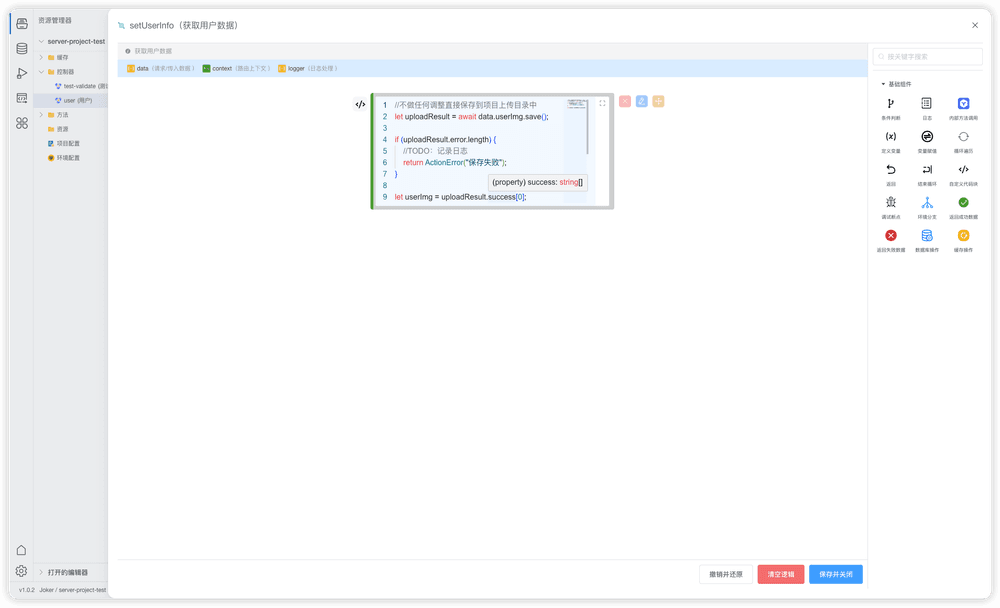 资源管理器
server-project-test
缓存
控制器
test-validate (测试
user (用户)
方法
资源
项目配置
环境配置
打开的编辑器
v1.0.2 Joker / server-project-test
setUserInfo（获取用户数据）
获取用户数据
data（请求/传入数据） context（路由上下文） logger（日志处理）
1 //不做任何调整直接保存到项目上传目录中
2 let uploadResult = await data.userImg.save();
3
4 if (uploadResult.error.length) {
5 //TODO：记录日志
6 return ActionError("保存失败");
7 }
(property) success: string[]
8
9 let userImg = uploadResult.success[0];
按关键字搜索
基础组件
条件判断 日志 内部方法调用
定义变量 变量赋值 循环遍历
返回 结束循环 自定义代码块
调试断点 环境分支 返回成功数据
返回失败数据 数据库操作 缓存操作
撤销并还原 清空逻辑 保存并关闭